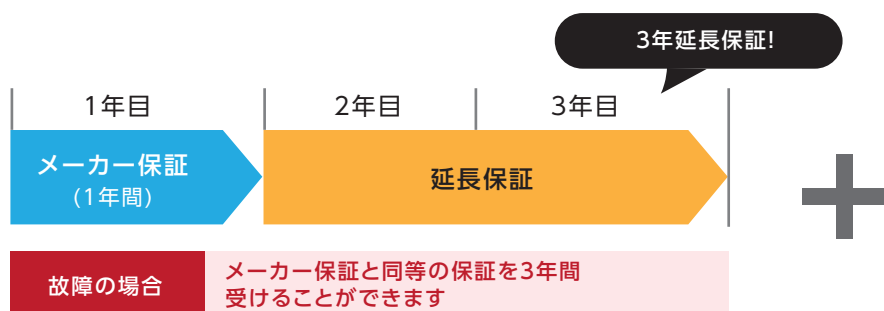 3年延長保証!
1年目
2年目
3年目
メーカー保証
(1年間)
延長保証
故障の場合
メーカー保証と同等の保証を3年間
受けることができます